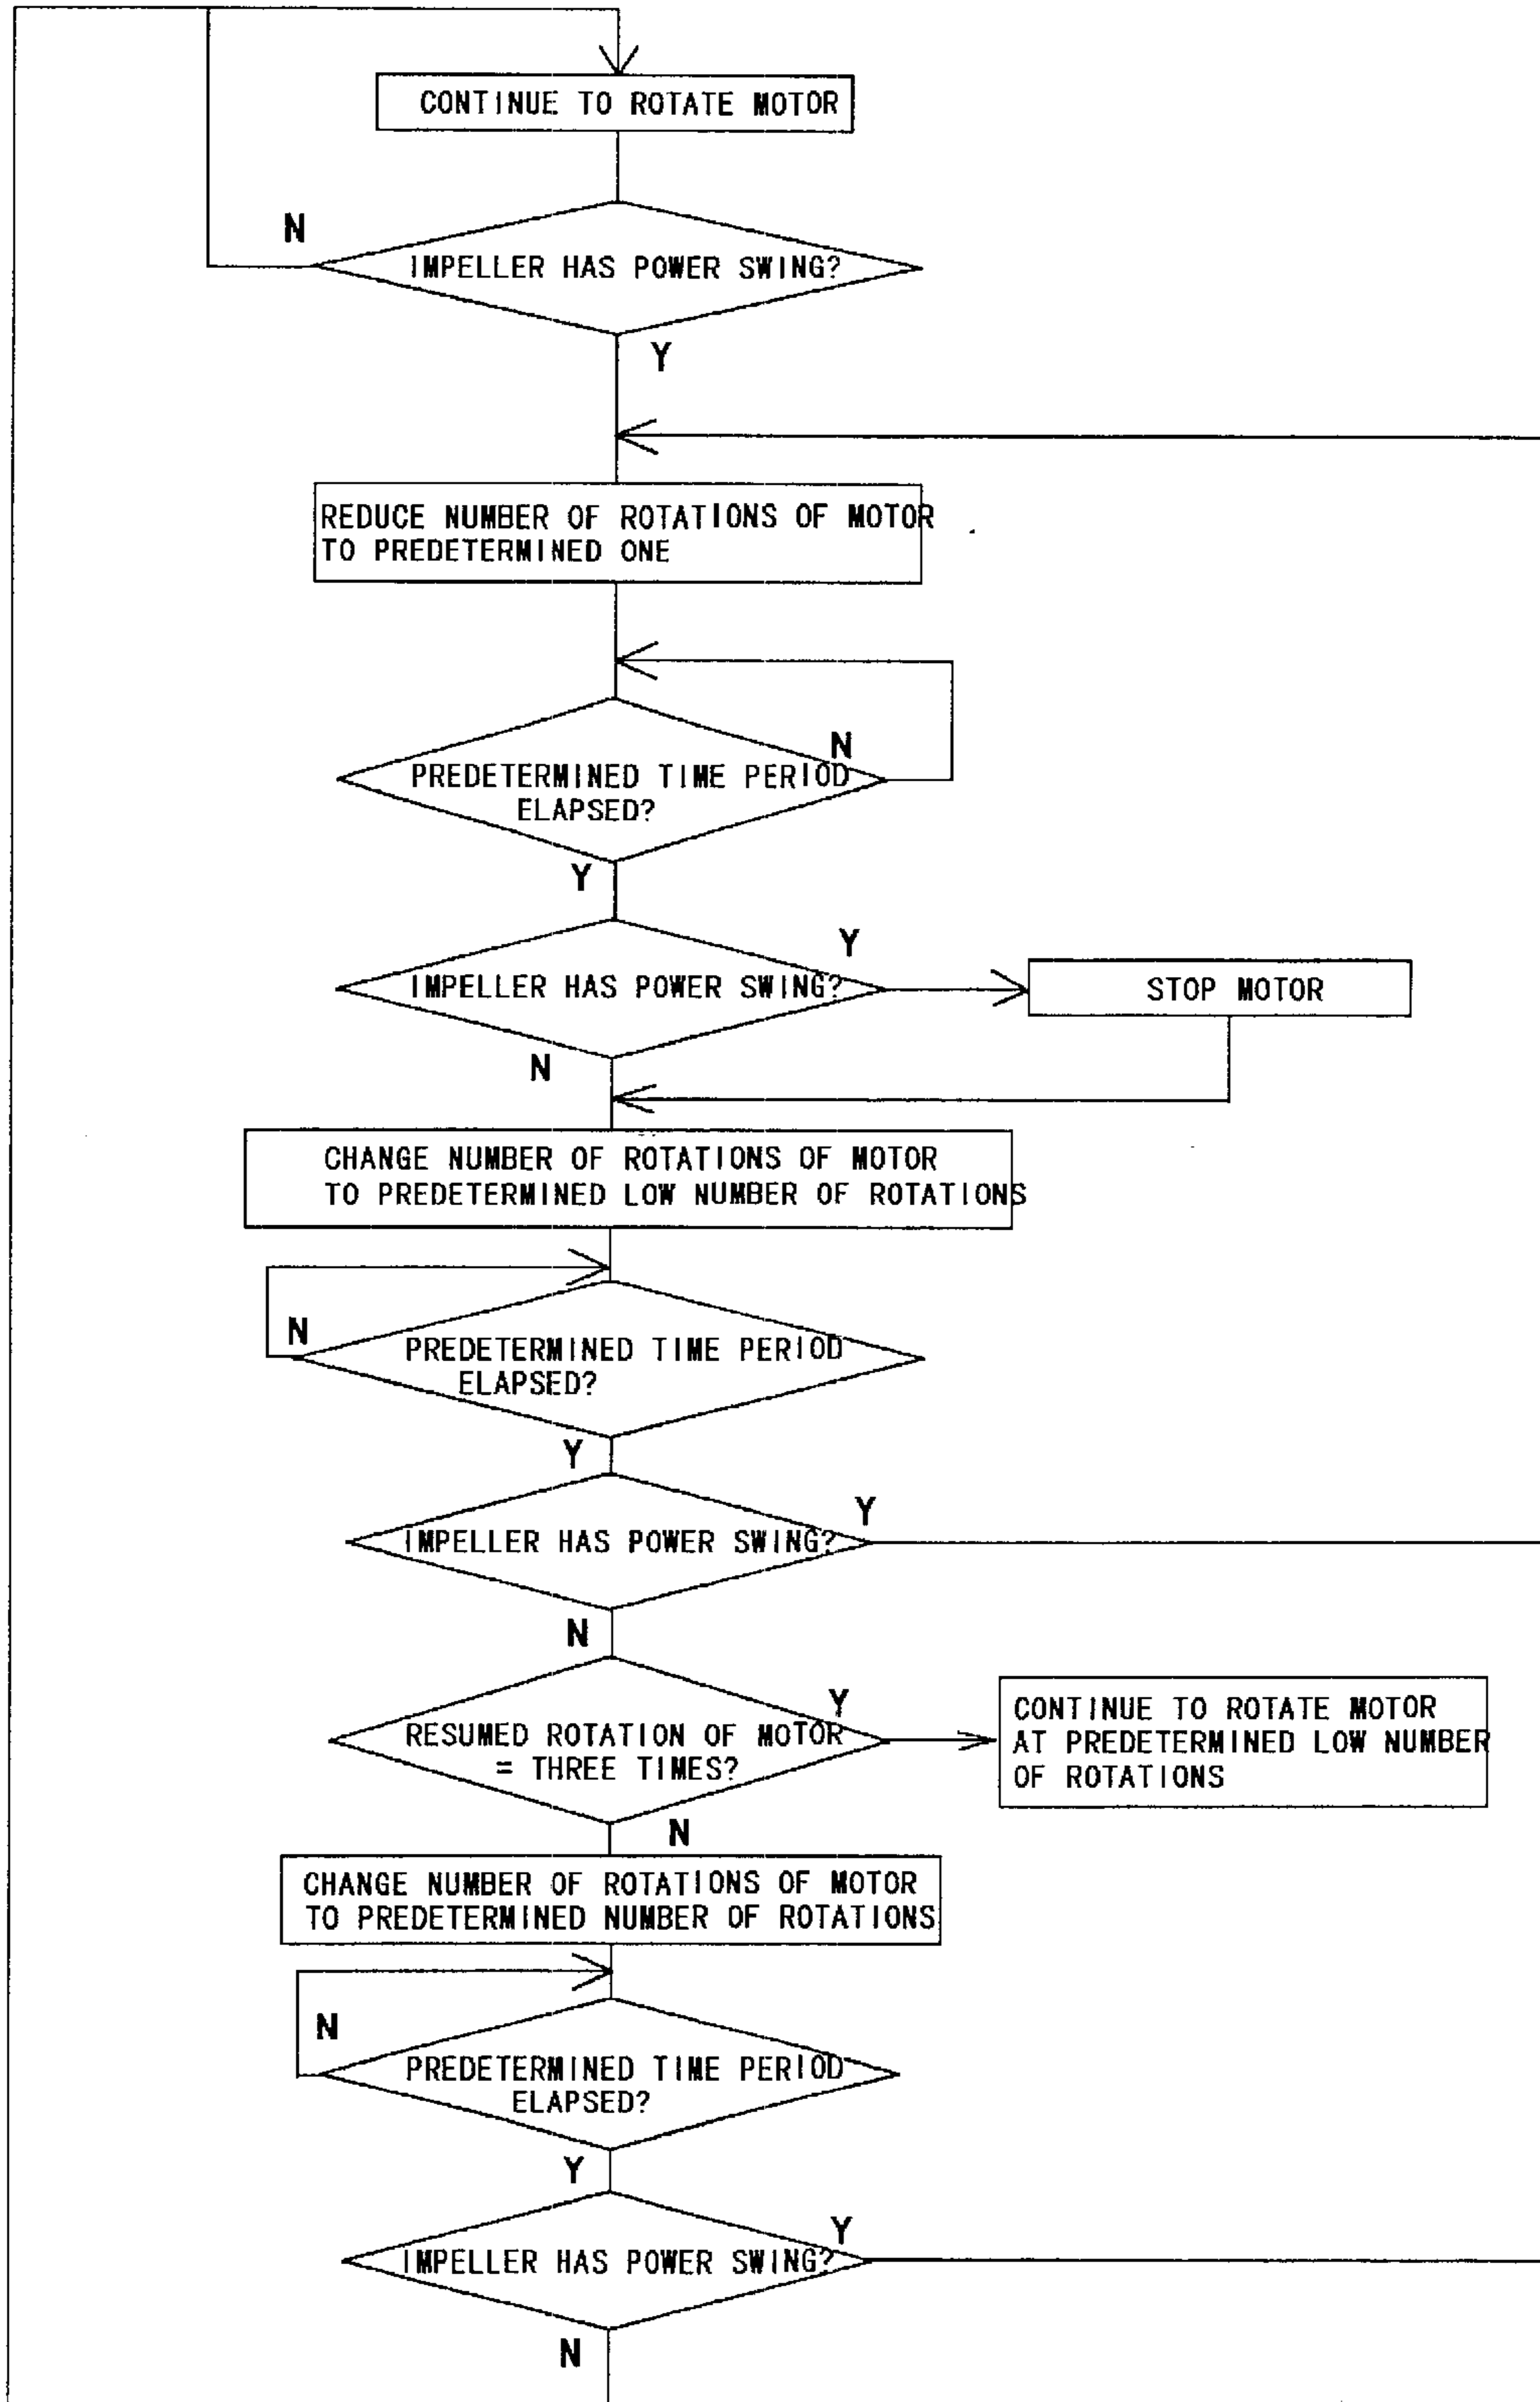 CONTINUE TO ROTATE MOTOR
N
IMPELLER HAS POWER SWING?
Y
REDUCE NUMBER OF ROTATIONS OF MOTOR
TO PREDETERMINED ONE
N
PREDETERMINED TIME PERIOD
ELAPSED?
Y
Y
IMPELLER HAS POWER SWING?
STOP MOTOR
N
CHANGE NUMBER OF ROTATIONS OF MOTOR
TO PREDETERMINED LOW NUMBER OF ROTATIONS
N
PREDETERMINED TIME PERIOD
ELAPSED?
Y
Y
IMPELLER HAS POWER SWING?
N
Y
RESUMED ROTATION OF MOTOR
= THREE TIMES?
CONTINUE TO ROTATE MOTOR
AT PREDETERMINED LOW NUMBER
OF ROTATIONS
N
CHANGE NUMBER OF ROTATIONS OF MOTOR
TO PREDETERMINED NUMBER OF ROTATIONS
N
PREDETERMINED TIME PERIOD
ELAPSED?
Y
Y
IMPELLER HAS POWER SWING?
N